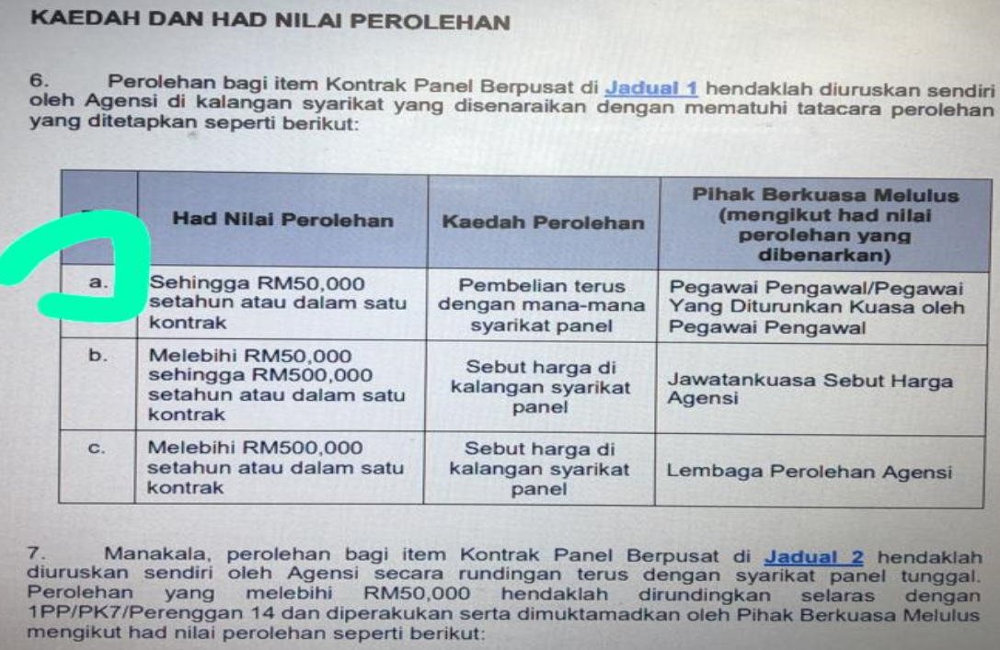 KAEDAH DAN HAD NILAI PEROLEHAN
6. Perolehan bagi item Kontrak Panel Berpusat di Jadual 1 hendaklah diuruskan sendiri
oleh Agensi di kalangan syarikat yang disenaraikan dengan mematuhi tatacara perolehan
yang ditetapkan seperti berikut:
Had Nilai Perolehan
Kaedah Perolehan
Pihak Berkuasa Melulus
(mengikut had nilai
perolehan yang
dibenarkan)
a.
Sehingga RM50,000
setahun atau dalam satu
kontrak
Pembelian terus
dengan mana-mana
syarikat panel
Pegawai Pengawal/Pegawai
Yang Diturunkan Kuasa oleh
Pegawai Pengawal
b.
Melebihi RM50,000
sehingga RM500,000
setahun atau dalam satu
kontrak
Sebut harga di
kalangan syarikat
panel
Jawatankuasa Sebut Harga
Agensi
c.
Melebihi RM500,000
setahun atau dalam satu
kontrak
Sebut harga di
kalangan syarikat
panel
Lembaga Perolehan Agensi
7. Manakala, perolehan bagi item Kontrak Panel Berpusat di Jadual 2 hendaklah
diuruskan sendiri oleh Agensi secara rundingan terus dengan syarikat panel tunggal.
Perolehan yang melebihi RM50,000 hendaklah dirundingkan selaras dengan
1PP/PK7/Perenggan 14 dan diperakukan serta dimuktamadkan oleh Pihak Berkuasa Melulus
mengikut had nilai perolehan seperti berikut: